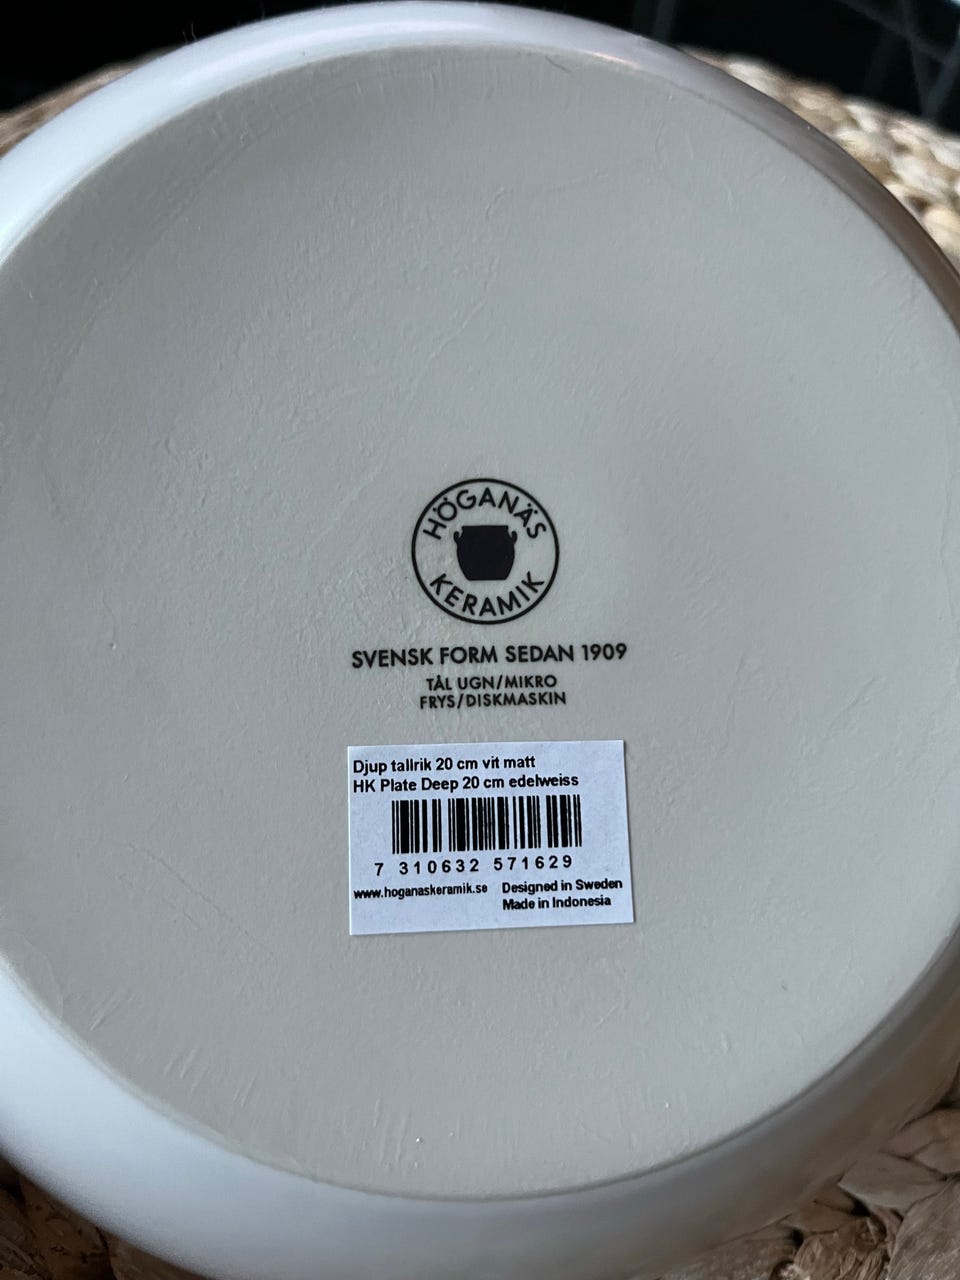 HÖGANÄS
KERAMIK
SVENSK FORM SEDAN 1909
TÅL UGN/MIKRO
FRYS/DISKMASKIN
Djup tallrik 20 cm vit matt
HK Plate Deep 20 cm edelweiss
7 310632 571629
www.hoganaskeramik.se Designed in Sweden
Made in Indonesia